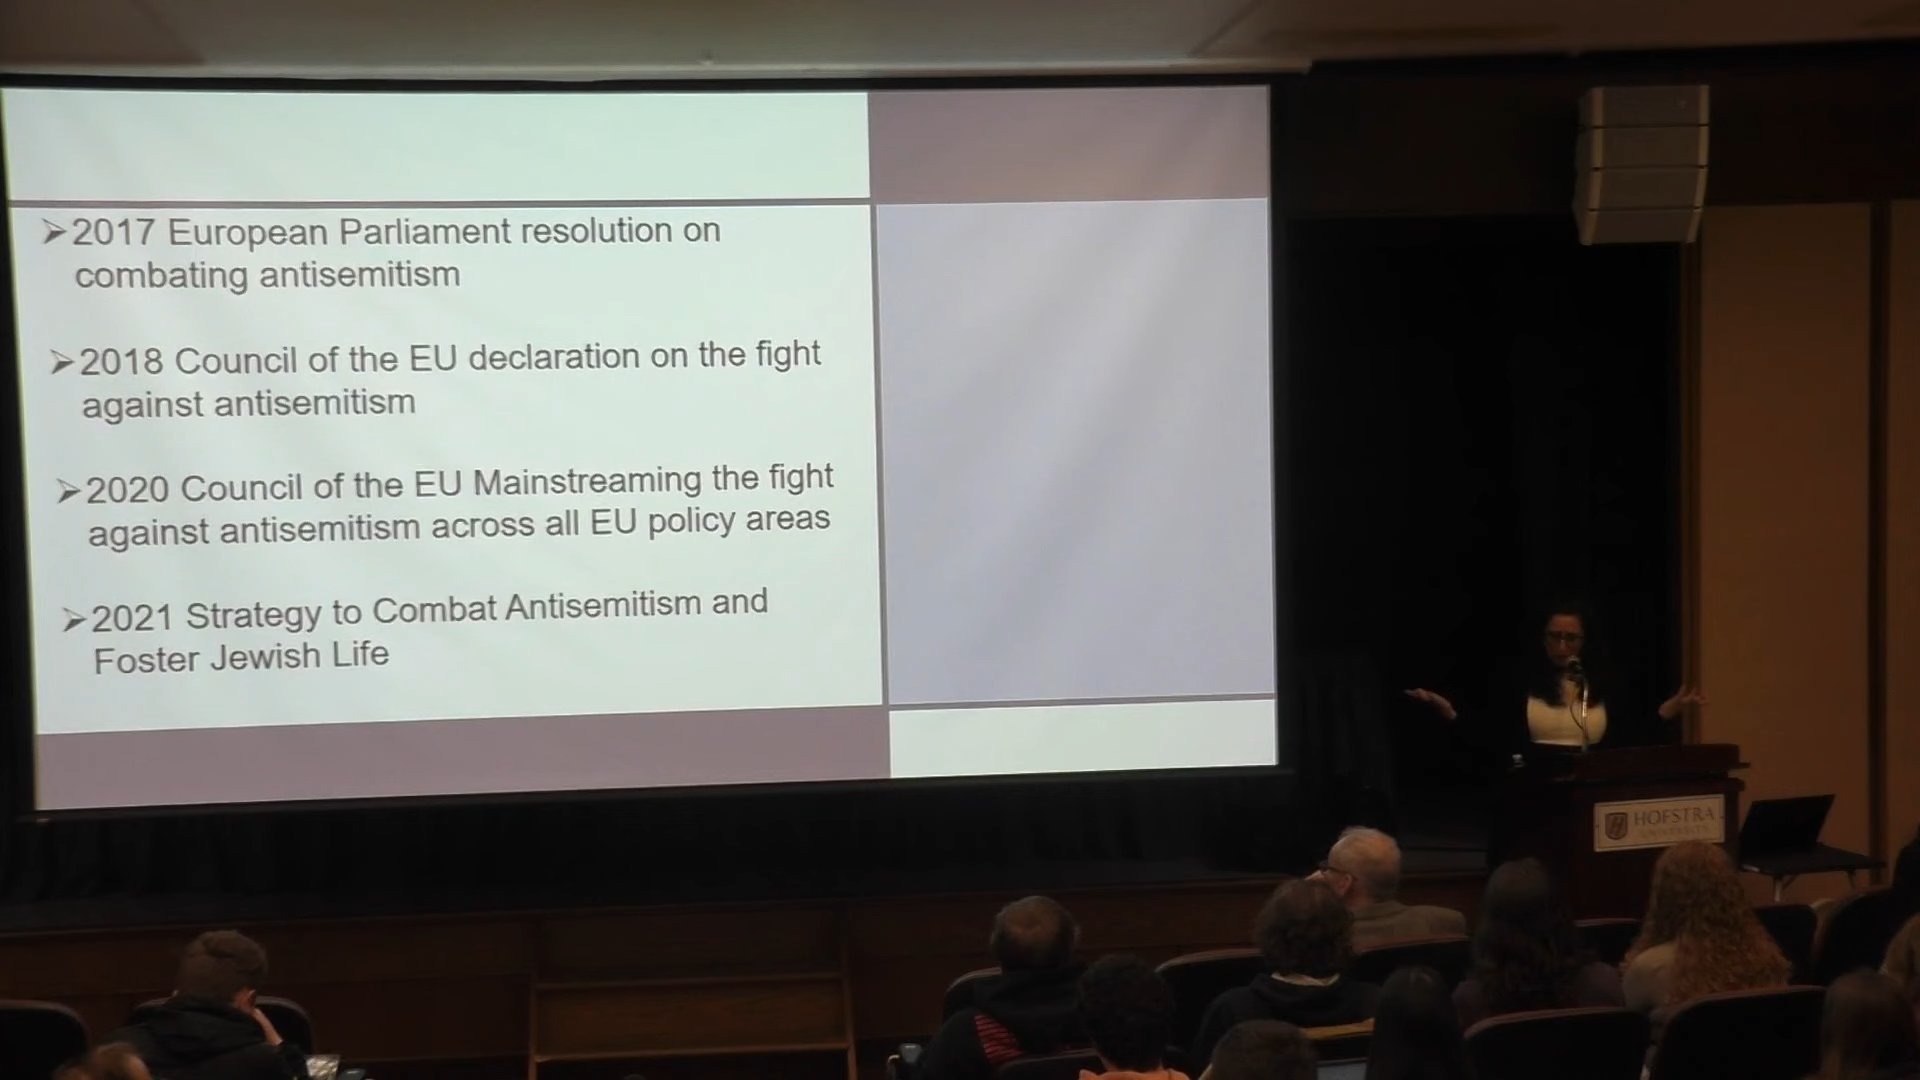 ➢2017 European Parliament resolution on
combating antisemitism
➢2018 Council of the EU declaration on the fight
against antisemitism
➢2020 Council of the EU Mainstreaming the fight
against antisemitism across all EU policy areas
➢2021 Strategy to Combat Antisemitism and
Foster Jewish Life
HOFSTRA
UNIVERSITY